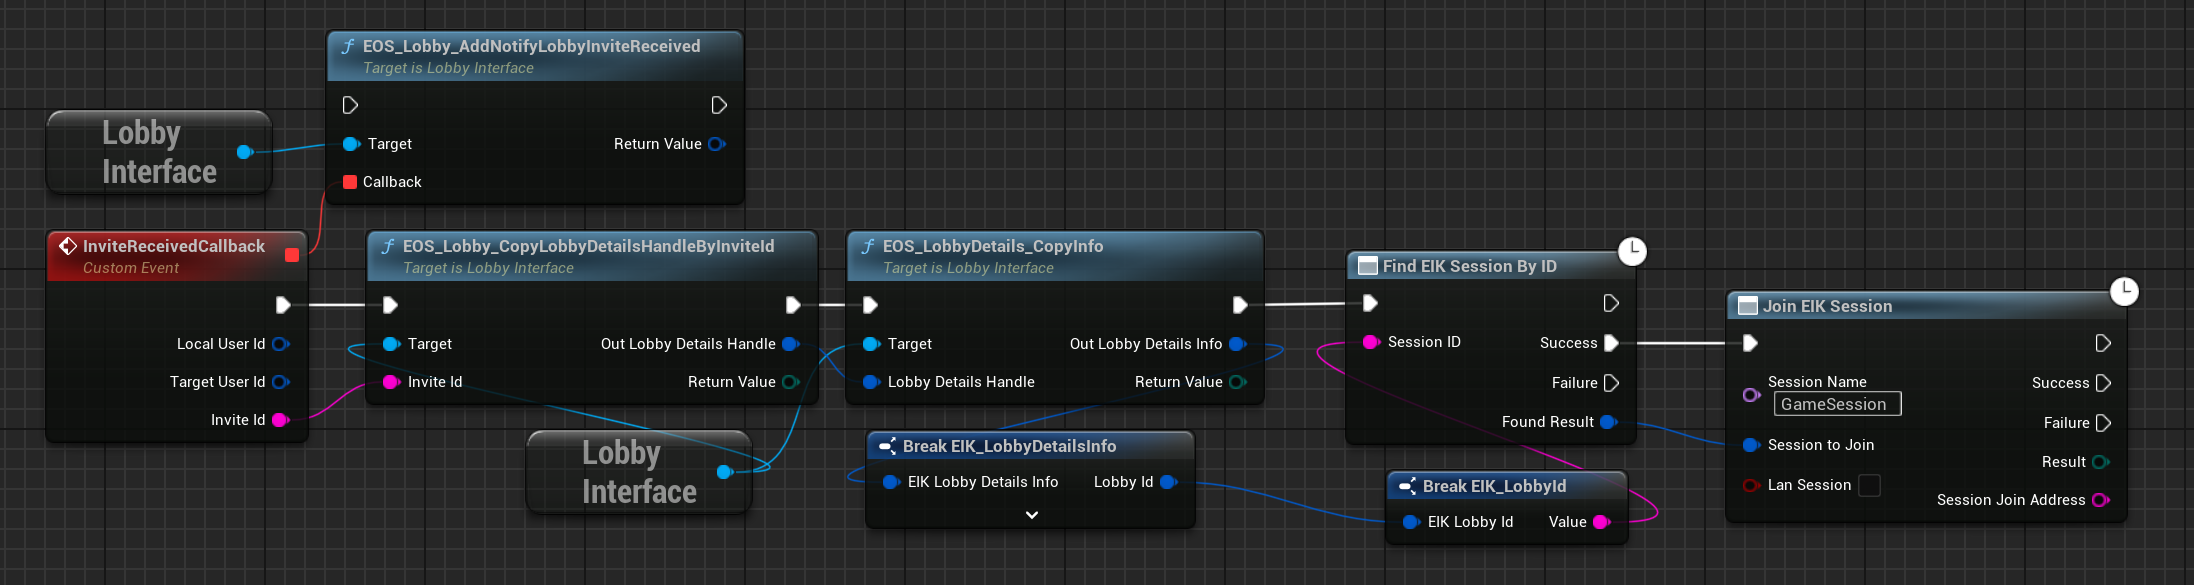 EOS_Lobby_AddNotifyLobbyInviteReceived
Target is Lobby Interface
Target
Return Value
Callback
Lobby
Interface
InviteReceivedCallback
Custom Event
Local User Id
Target User Id
Invite Id
EOS_Lobby_CopyLobbyDetailsHandleByInviteId
Target is Lobby Interface
Target
Out Lobby Details Handle
Invite Id
Return Value
Lobby
Interface
EOS_LobbyDetails_CopyInfo
Target is Lobby Interface
Target
Out Lobby Details Info
Lobby Details Handle
Return Value
Break EIK_LobbyDetailsInfo
EIK Lobby Details Info
Lobby Id
Find EIK Session By ID
Session ID
Success
Failure
Found Result
Break EIK_LobbyId
EIK Lobby Id
Value
Join EIK Session
Session Name
GameSession
Success
Failure
Session to Join
Result
Lan Session
Session Join Address